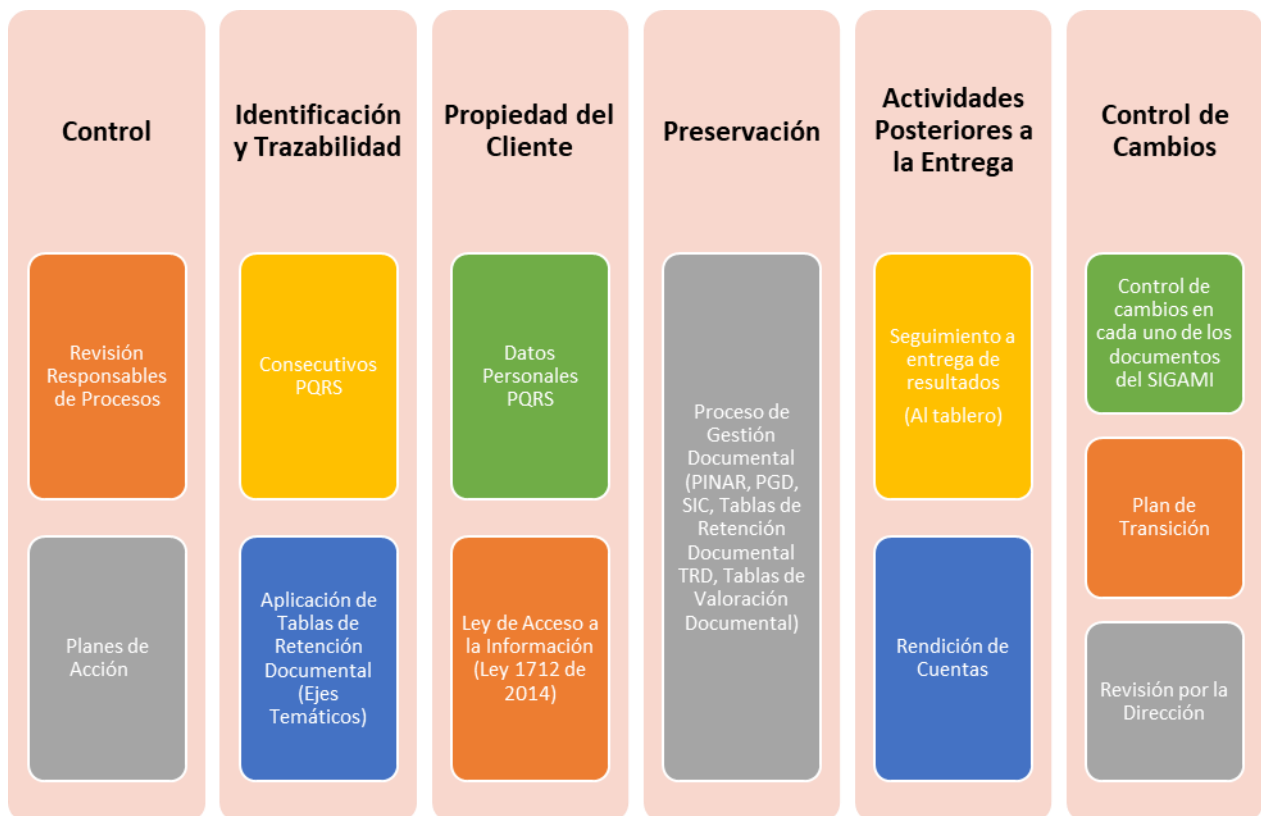 Control
Revisión
Responsables
de Procesos
Planes de
Acción
Identificación
y Trazabilidad
Consecutivos
PQRS
Aplicación de
Tablas de
Retención
Documental
(Ejes
Temáticos)
Propiedad del
Cliente
Datos
Personales
PQRS
Ley de Acceso a
la Información
(Ley 1712 de
2014)
Preservación
Proceso de
Gestión
Documental
(PINAR, PGD,
SIC, Tablas de
Retención
Documental
TRD, Tablas de
Valoración
Documental)
Actividades
Posteriores a
la Entrega
Seguimiento a
entrega de
resultados
(Al tablero)
Rendición de
Cuentas
Control de
Cambios
Control de
cambios en
cada uno de los
documentos
del SIGAMI
Plan de
Transición
Revisión por la
Dirección